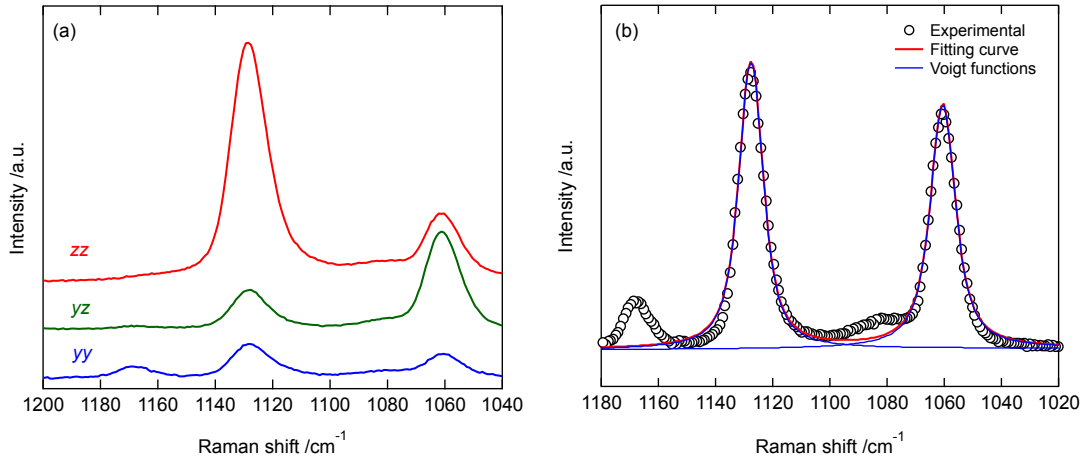 (a)
Intensity /a.u.
zz
yz
yy
1200 1180 1160 1140 1120 1100 1080 1060 1040
Raman shift /cm⁻¹
(b)
Experimental
Fitting curve
Voigt functions
Intensity /a.u.
1180 1160 1140 1120 1100 1080 1060 1040 1020
Raman shift /cm⁻¹